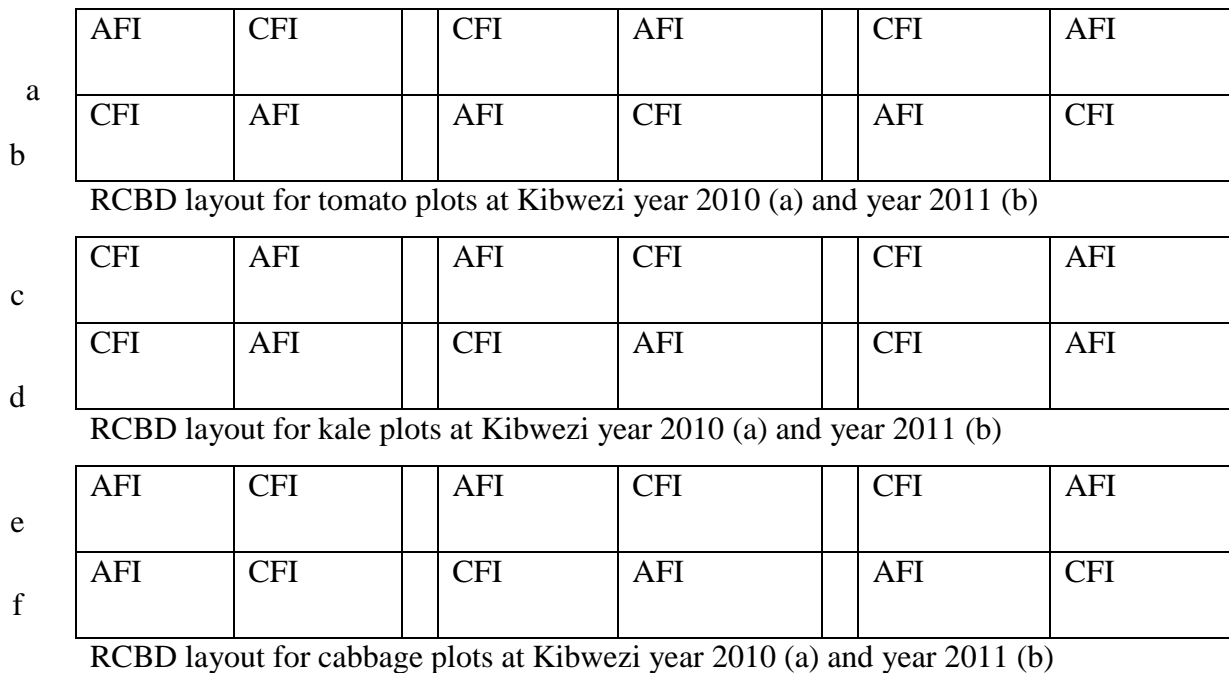 AFI CFI CFI AFI CFI AFI
a
CFI AFI AFI CFI AFI CFI
b
RCBD layout for tomato plots at Kibwezi year 2010 (a) and year 2011 (b)
CFI AFI AFI CFI CFI AFI
c
CFI AFI CFI AFI CFI AFI
d
RCBD layout for kale plots at Kibwezi year 2010 (a) and year 2011 (b)
AFI CFI AFI CFI CFI AFI
e
AFI CFI CFI AFI AFI CFI
f
RCBD layout for cabbage plots at Kibwezi year 2010 (a) and year 2011 (b)